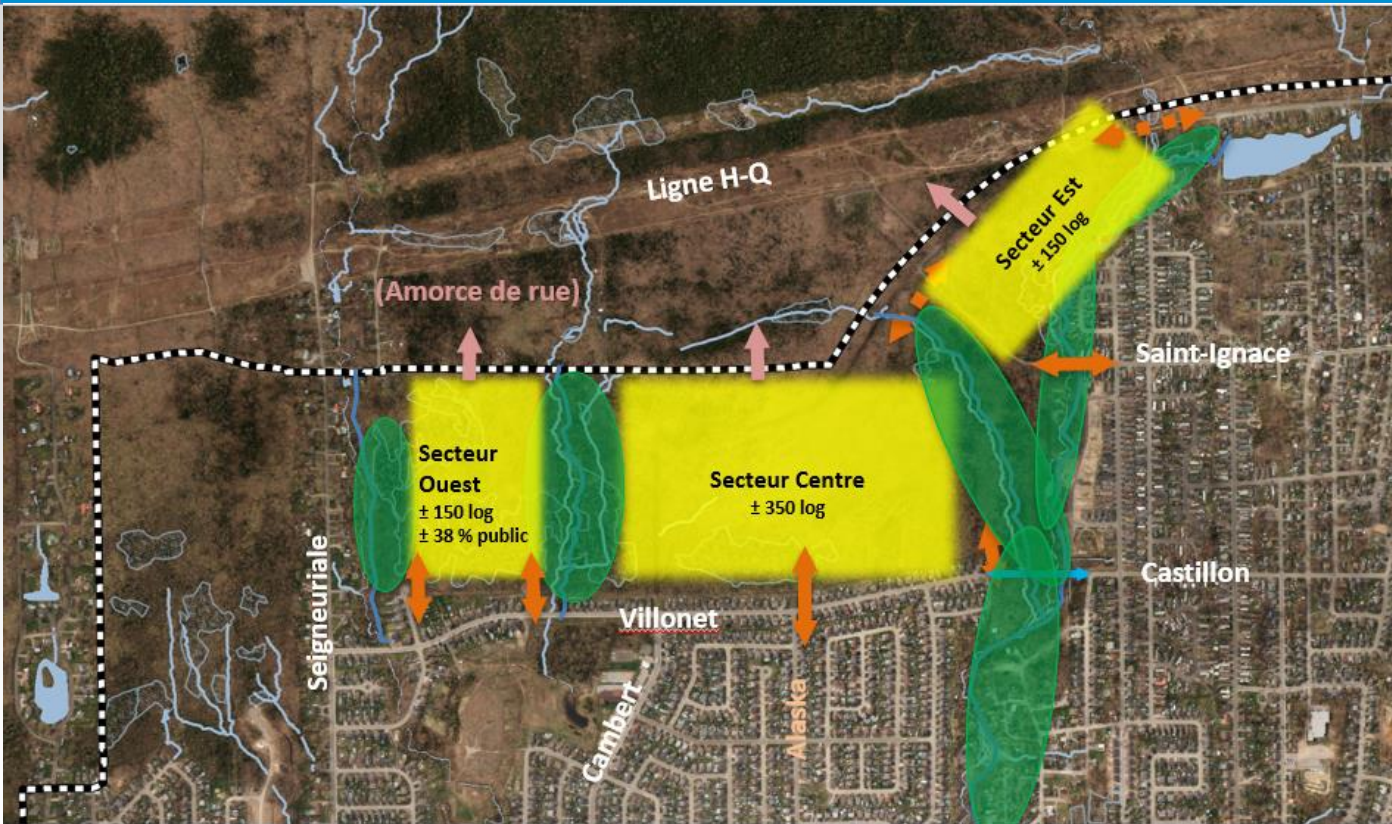 Ligne H-Q
(Amorce de rue)
Secteur Est
± 150 log
Saint-Ignace
Secteur
Ouest
± 150 log
± 38 % public
Secteur Centre
± 350 log
Castillon
Seigneuriale
Villonet
Cambert
Alaska